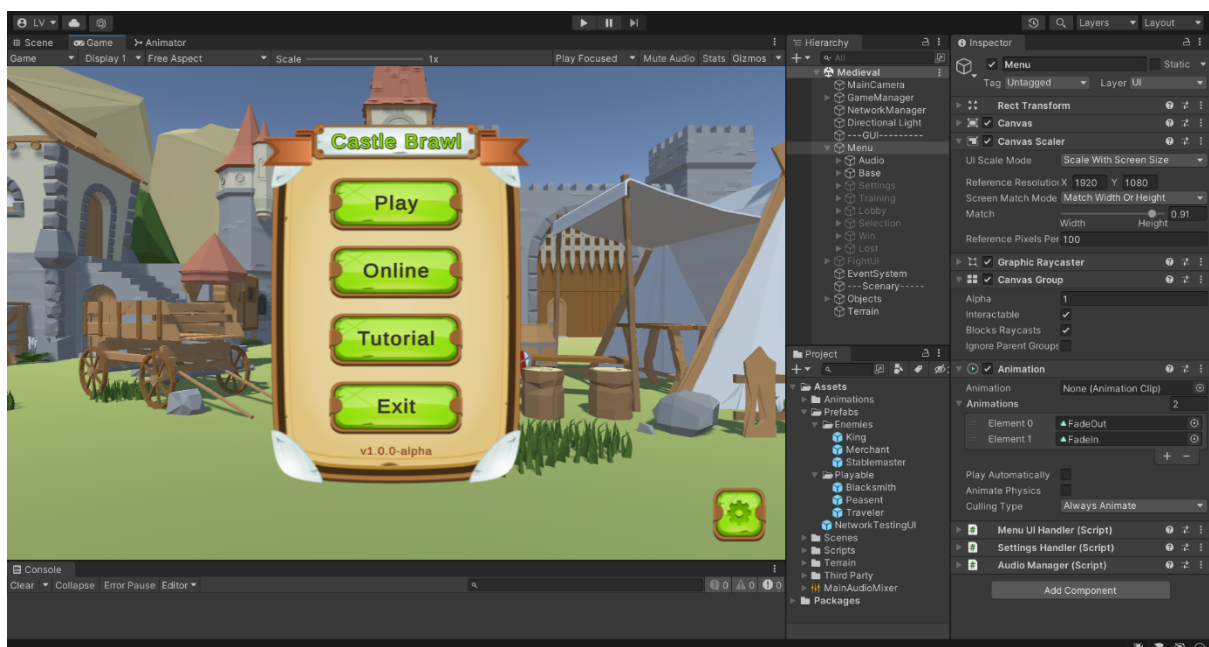 LV
Layers
Layout
Scene
Game
Animator
Game
Display 1
Free Aspect
Scale
1x
Play Focused
Mute Audio
Stats
Gizmos
Castle Brawl
Play
Online
Tutorial
Exit
v1.0.0-alpha
Console
Clear
Collapse
Error Pause
Editor
0
0
0
Hierarchy
All
Medieval
MainCamera
GameManager
NetworkManager
Directional Light
---GUI---------
Menu
Audio
Base
Settings
Training
Lobby
Selection
Win
Lost
FightUI
EventSystem
---Scenary-----
Objects
Terrain
Project
Assets
Animations
Prefabs
Enemies
King
Merchant
Stablemaster
Playable
Blacksmith
Peasent
Traveler
NetworkTestingUI
Scenes
Scripts
Terrain
Third Party
MainAudioMixer
Packages
Inspector
Menu
Static
Tag Untagged
Layer UI
Rect Transform
Canvas
Canvas Scaler
UI Scale Mode
Scale With Screen Size
Reference Resolution X 1920 Y 1080
Screen Match Mode Match Width Or Height
Match
0.91
Width
Height
Reference Pixels Per 100
Graphic Raycaster
Canvas Group
Alpha
1
Interactable
Blocks Raycasts
Ignore Parent Groups
Animation
Animation
None (Animation Clip)
Animations
2
Element 0
FadeOut
Element 1
FadeIn
Play Automatically
Animate Physics
Culling Type
Always Animate
Menu UI Handler (Script)
Settings Handler (Script)
Audio Manager (Script)
Add Component